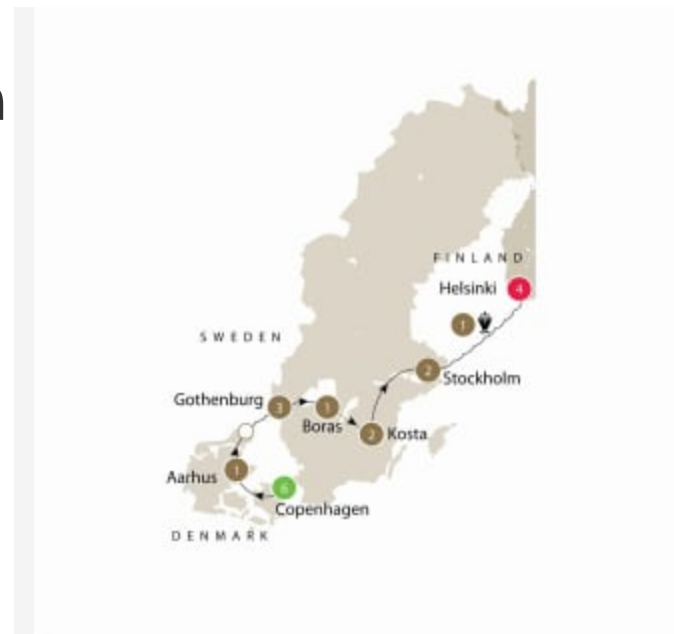 FINLAND
Helsinki 4
1
SWEDEN
2
Stockholm
Gothenburg 3
1
Boras
2 Kosta
Aarhus 1
6
Copenhagen
DENMARK